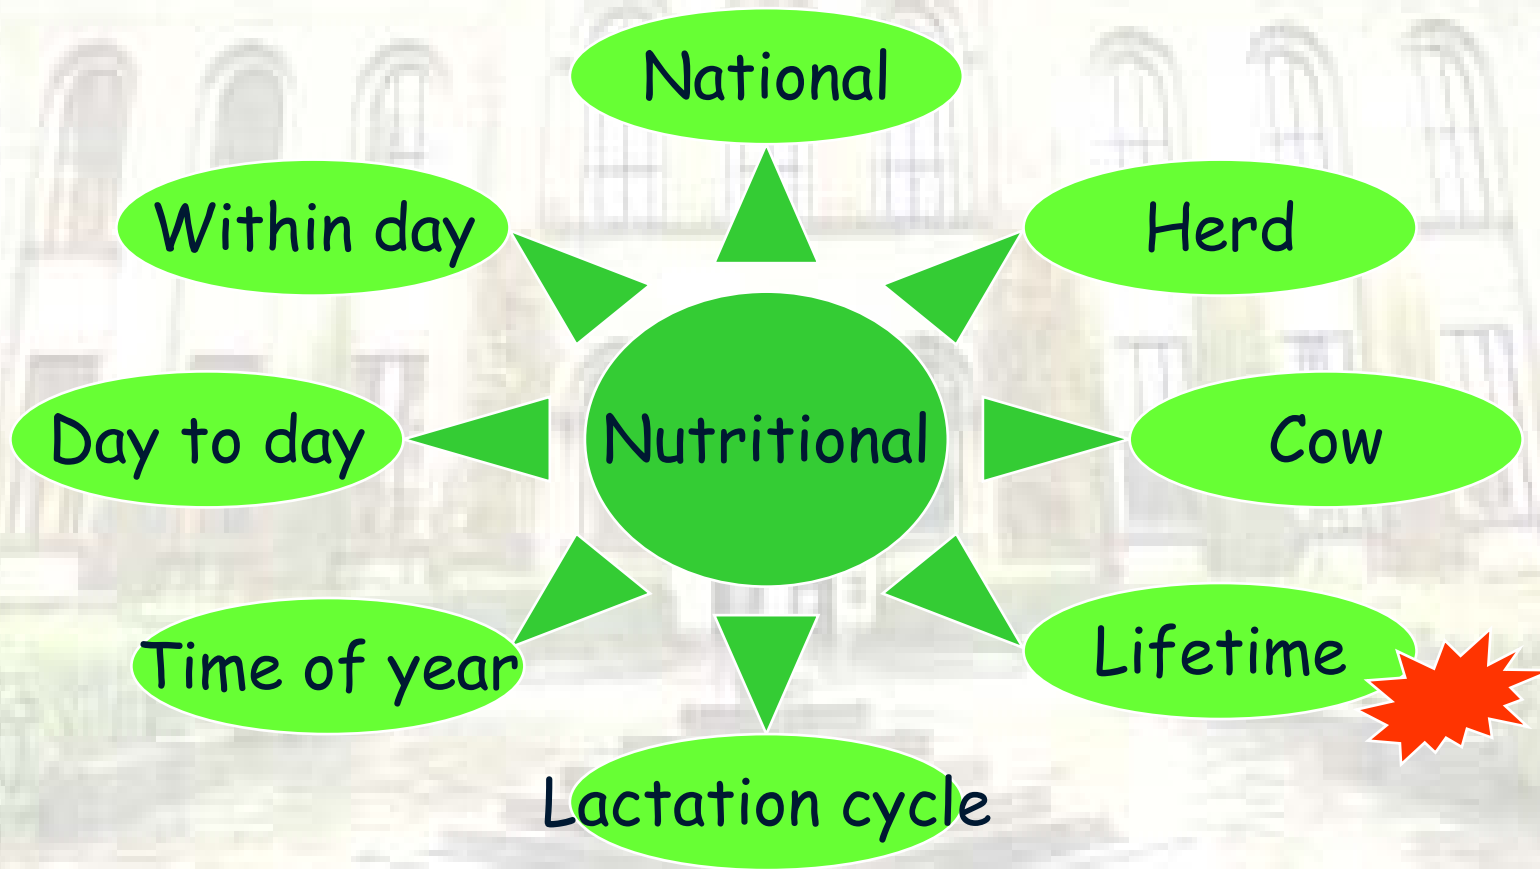 National
Within day
Herd
Day to day
Nutritional
Cow
Time of year
Lifetime
Lactation cycle